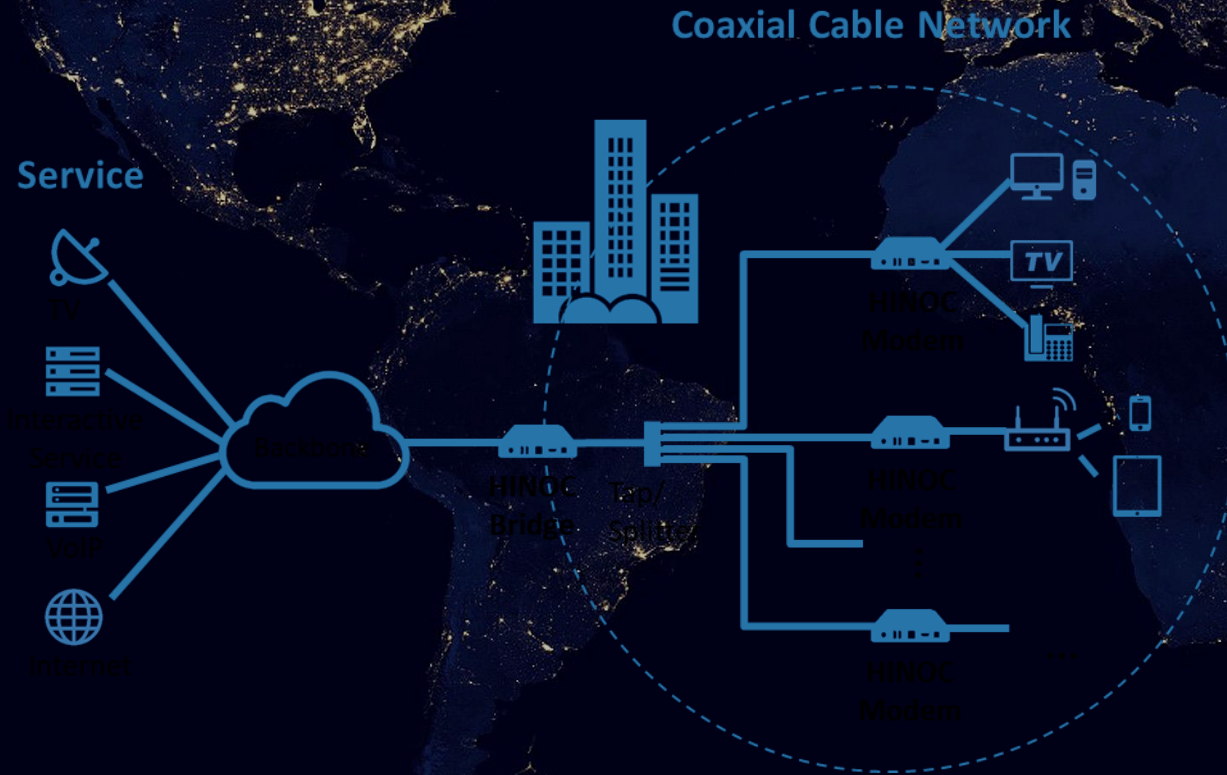 Coaxial Cable Network
Service
TV
Interactive
Service
VoIP
Internet
Backbone
HINOC
Bridge
Tap/
Splitter
TV
HINOC
Modem
HINOC
Modem
HINOC
Modem